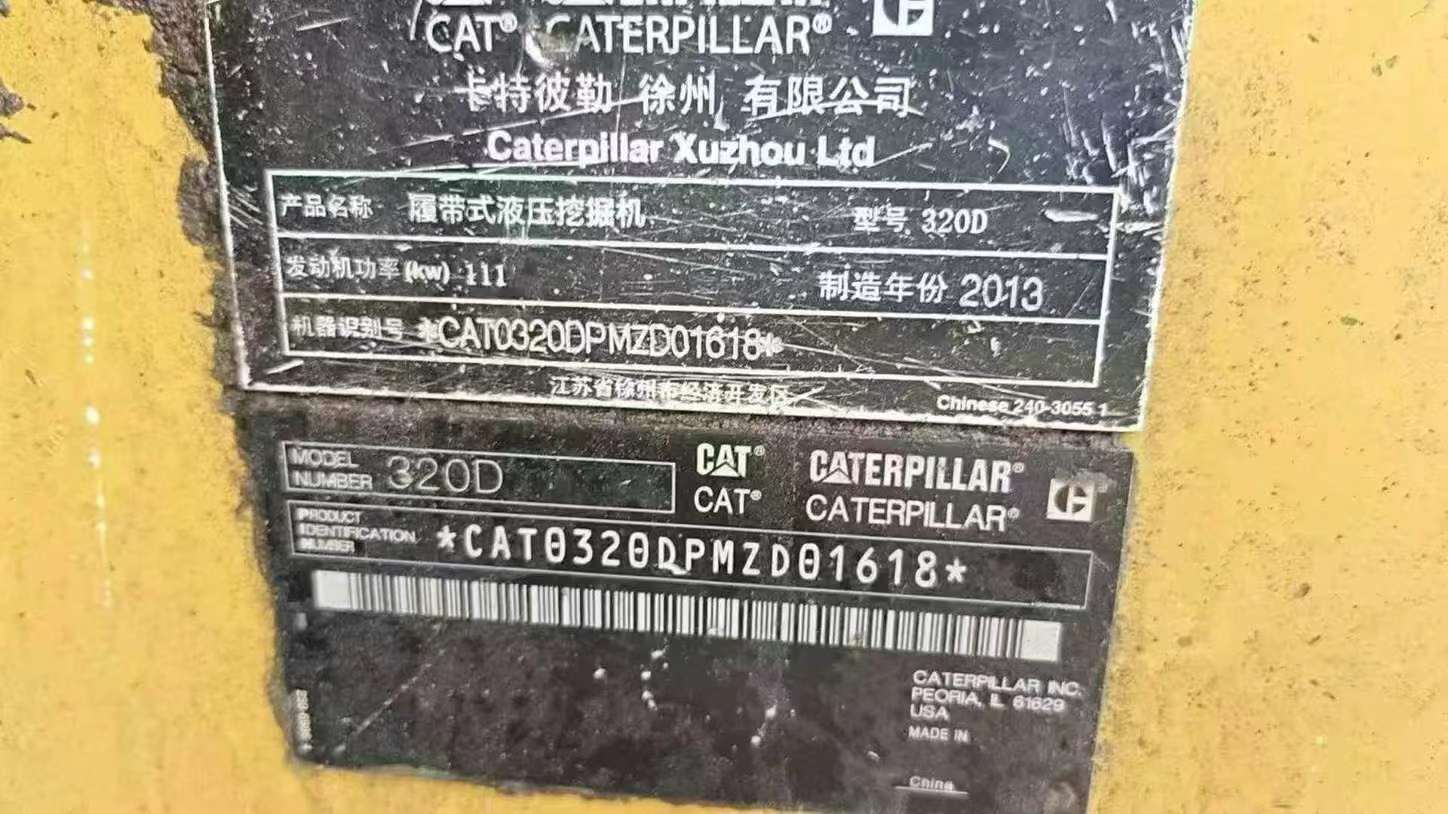 CAT® CATERPILLAR®
卡特彼勒 徐州 有限公司
Caterpillar Xuzhou Ltd
产品名称 履带式液压挖掘机 型号 320D
发动机功率(kw) 111 制造年份 2013
机器识别号 *CAT0320DPMZD01618*
江苏省徐州市经济开发区
Chinese 240-3055 1
MODEL NUMBER 320D
CAT® CATERPILLAR®
CAT® CATERPILLAR®
PRODUCT IDENTIFICATION NUMBER *CAT0320DPMZD01618*
CATERPILLAR INC.
PEORIA, IL 61629
USA
MADE IN
China